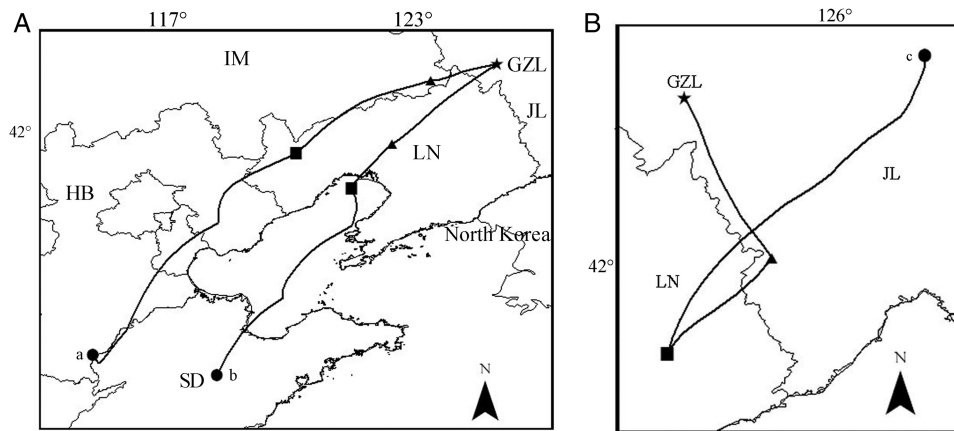 A
117°
123°
IM
GZL
JL
42°
LN
HB
North Korea
a
SD
b
N
B
126°
c
GZL
JL
42°
LN
N